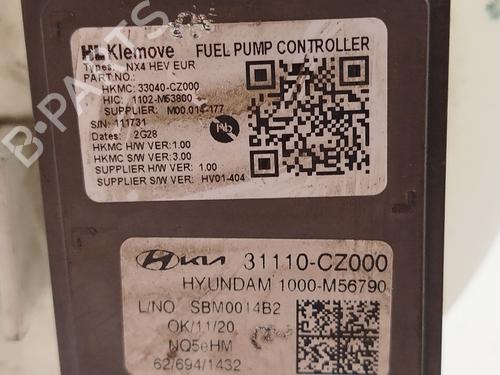 HL Klemove FUEL PUMP CONTROLLER
Types: NX4 HEV EUR
PART.NO.:
HKMC: 33040-CZ000
HIC: 1102-M63800
SUPPLIER: M00.014-177
S/N: 111731
Dates: 2G28
HKMC H/W VER: 1.00
HKMC S/W VER: 3.00
SUPPLIER H/W VER: 1.00
SUPPLIER S/W VER: HV01-404
Pb
B-PARTS
KIA 31110-CZ000
HYUNDAM 1000-M56790
L/NO SBM0014B2
OK/11/20
NQ5eHM
62/694/1432